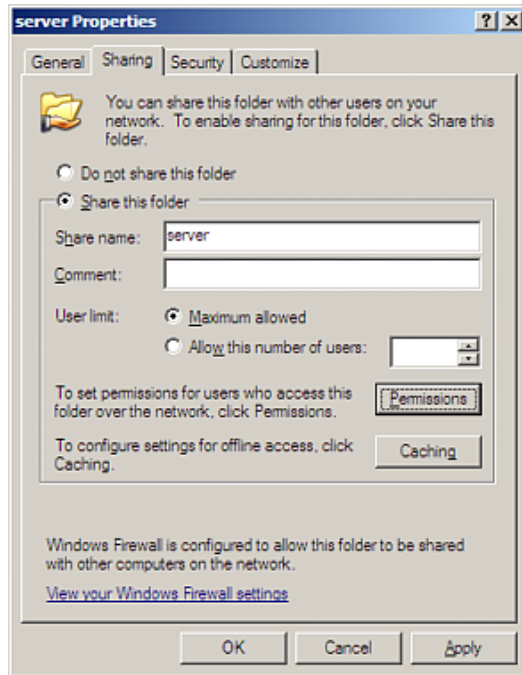 server Properties
General Sharing Security Customize
You can share this folder with other users on your
network. To enable sharing for this folder, click Share this
folder.
Do not share this folder
Share this folder
Share name: server
Comment:
User limit: Maximum allowed
Allow this number of users:
To set permissions for users who access this
folder over the network, click Permissions.
Permissions
To configure settings for offline access, click
Caching.
Caching
Windows Firewall is configured to allow this folder to be shared
with other computers on the network.
View your Windows Firewall settings
OK Cancel Apply